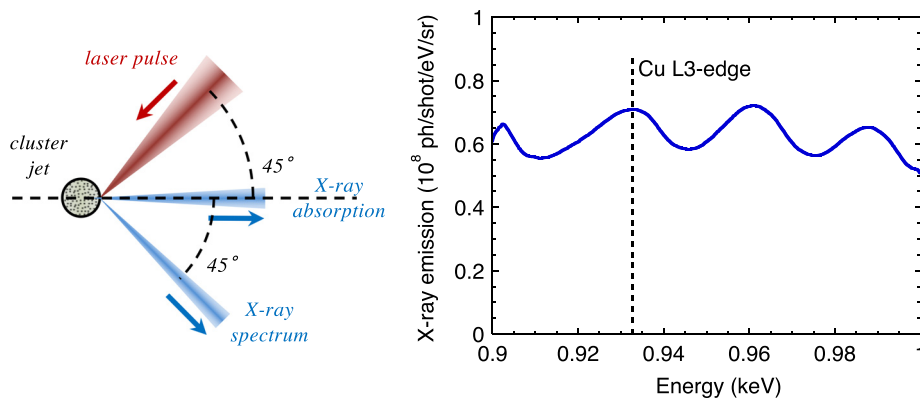 laser pulse
cluster
jet
45°
X-ray
absorption
45°
X-ray
spectrum
X-ray emission (10⁸ ph/shot/eV/sr)
1
0.8
0.6
0.4
0.2
0
Cu L3-edge
0.9 0.92 0.94 0.96 0.98 1
Energy (keV)